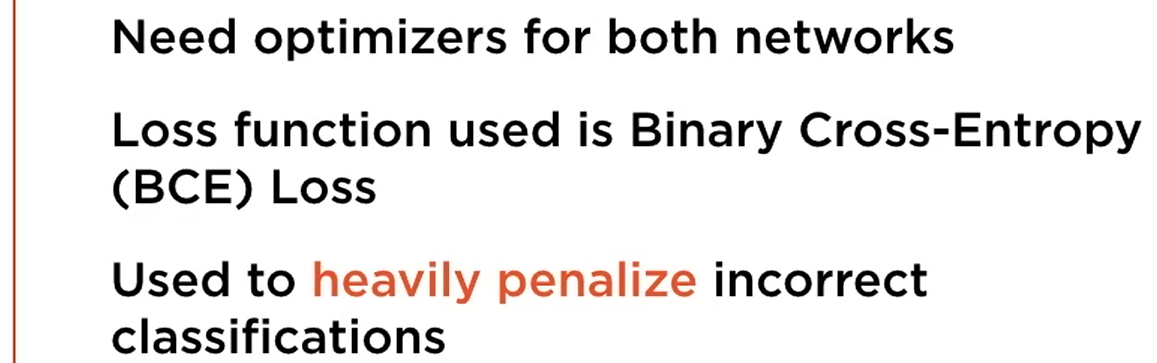 Need optimizers for both networks
Loss function used is Binary Cross-Entropy
(BCE) Loss
Used to heavily penalize incorrect
classifications